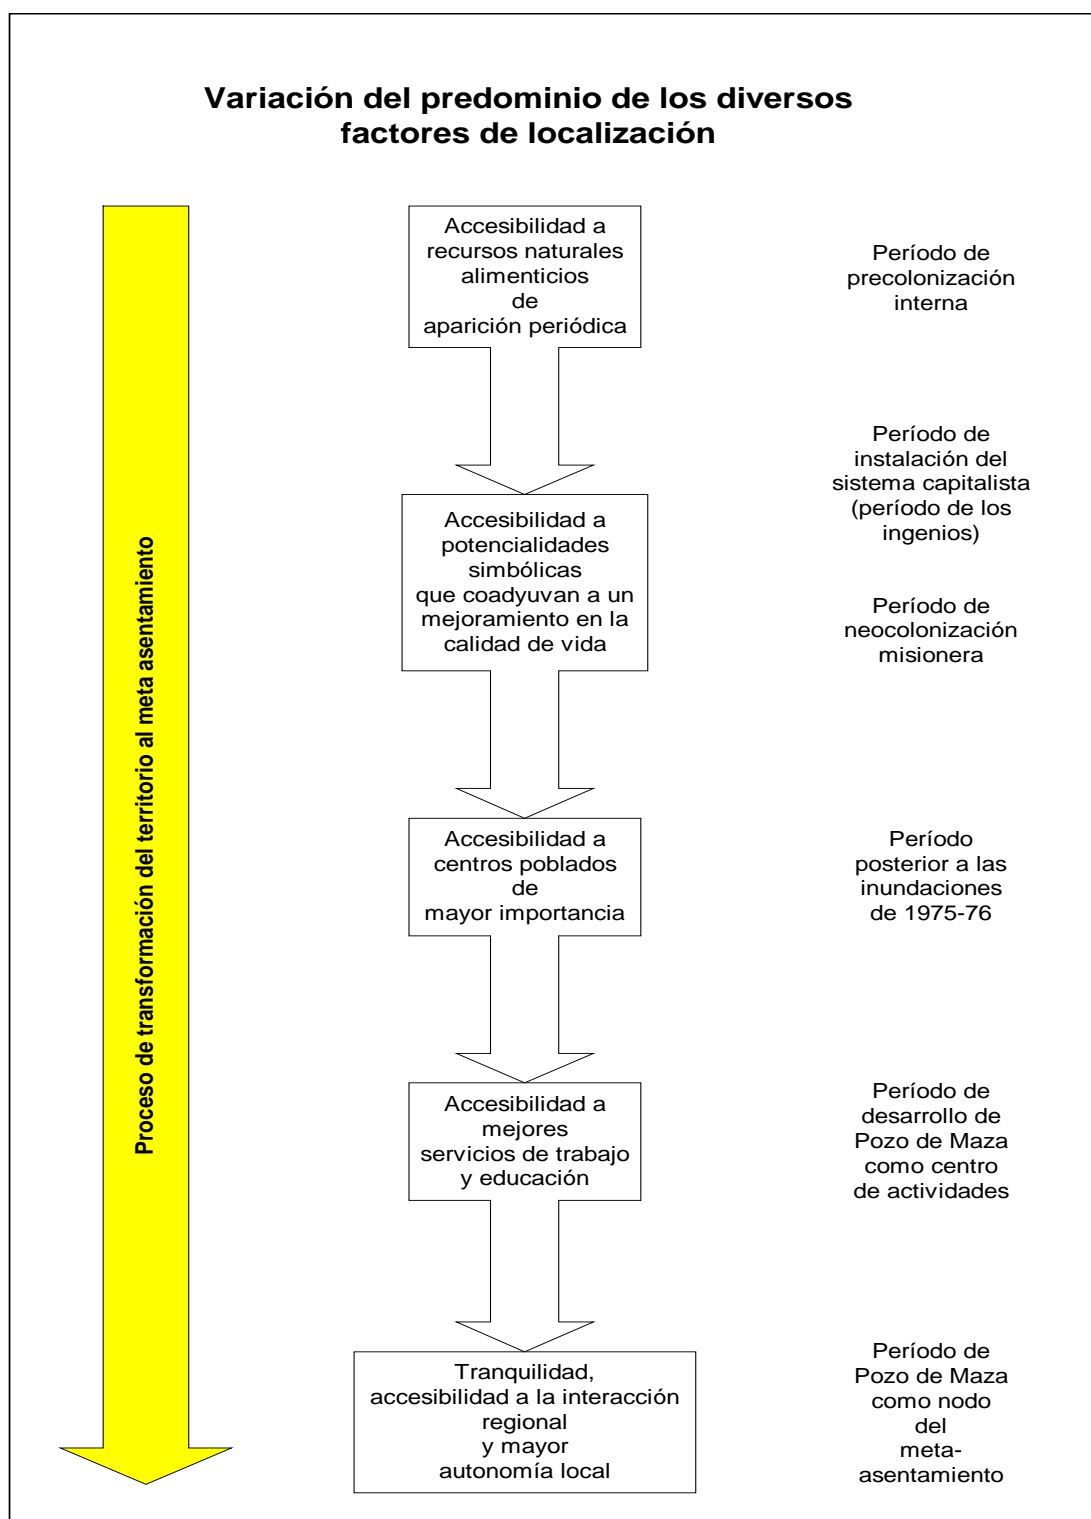 Variación del predominio de los diversos
factores de localización
Proceso de transformación del territorio al meta asentamiento
Accesibilidad a
recursos naturales
alimenticios
de
aparición periódica
Período de
precolonización
interna
Período de
instalación del
sistema capitalista
(período de los
ingenios)
Accesibilidad a
potencialidades
simbólicas
que coadyuvan a un
mejoramiento en la
calidad de vida
Período de
neocolonización
misionera
Accesibilidad a
centros poblados
de
mayor importancia
Período
posterior a las
inundaciones
de 1975-76
Accesibilidad a
mejores
servicios de trabajo
y educación
Período de
desarrollo de
Pozo de Maza
como centro
de actividades
Tranquilidad,
accesibilidad a la interacción
regional
y mayor
autonomía local
Período de
Pozo de Maza
como nodo
del
meta-
asentamiento